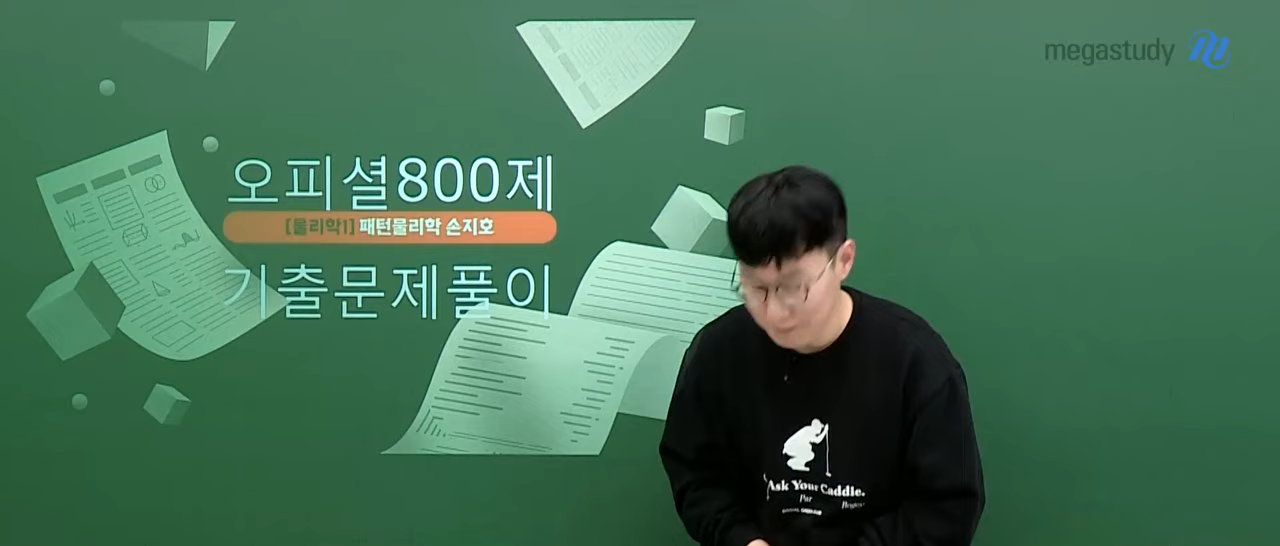 megastudy
오피셜800제
[물리학1] 패턴물리학 손지호
기출문제풀이
Ask Your Caddie.
Par